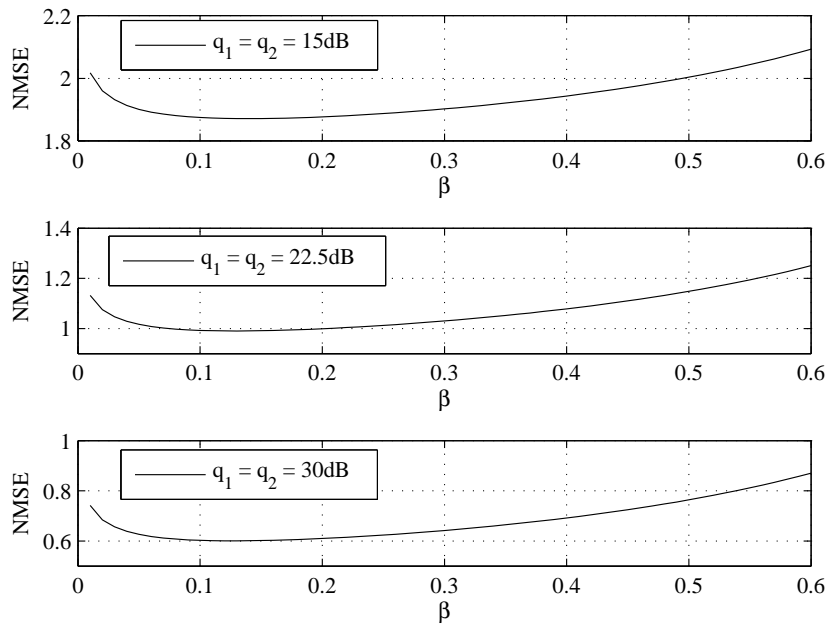 2.2
q1 = q2 = 15dB
NMSE
2
1.8
0 0.1 0.2 0.3 0.4 0.5 0.6
β
1.4
q1 = q2 = 22.5dB
NMSE
1.2
1
0 0.1 0.2 0.3 0.4 0.5 0.6
β
1
q1 = q2 = 30dB
NMSE
0.8
0.6
0 0.1 0.2 0.3 0.4 0.5 0.6
β